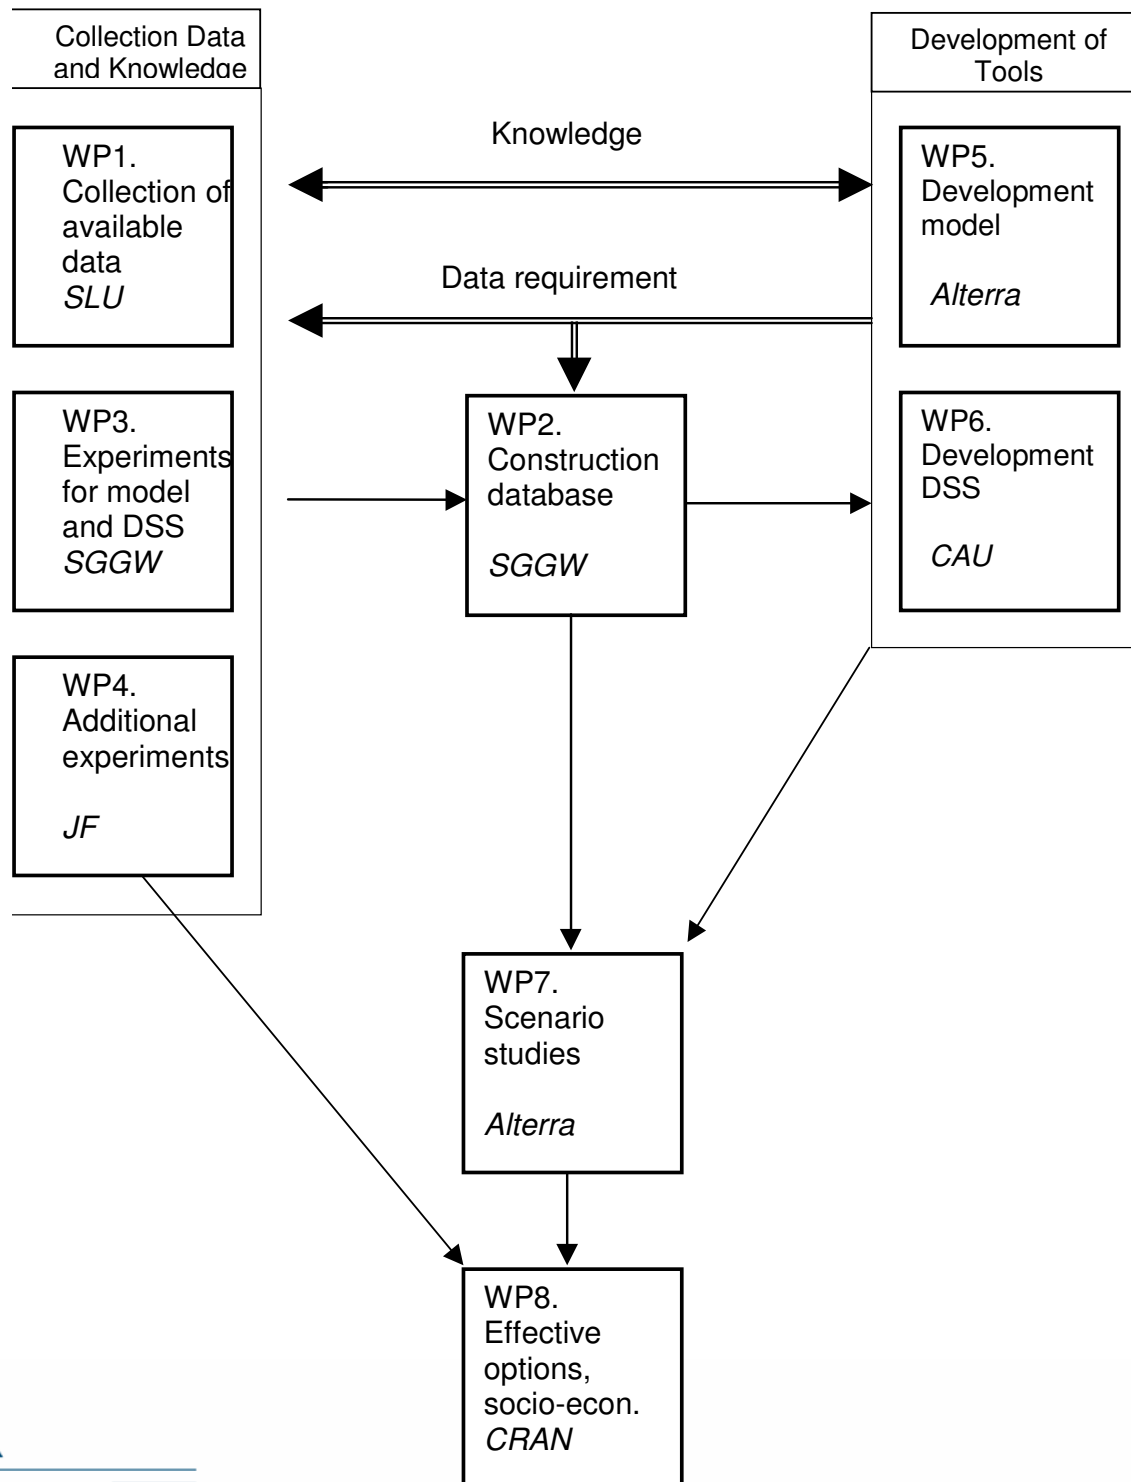 Collection Data
and Knowledge
Development of
Tools
Knowledge
WP1.
Collection of
available
data
SLU
WP5.
Development
model
Alterra
Data requirement
WP3.
Experiments
for model
and DSS
SGGW
WP2.
Construction
database
SGGW
WP6.
Development
DSS
CAU
WP4.
Additional
experiments
JF
WP7.
Scenario
studies
Alterra
WP8.
Effective
options,
socio-econ.
CRAN